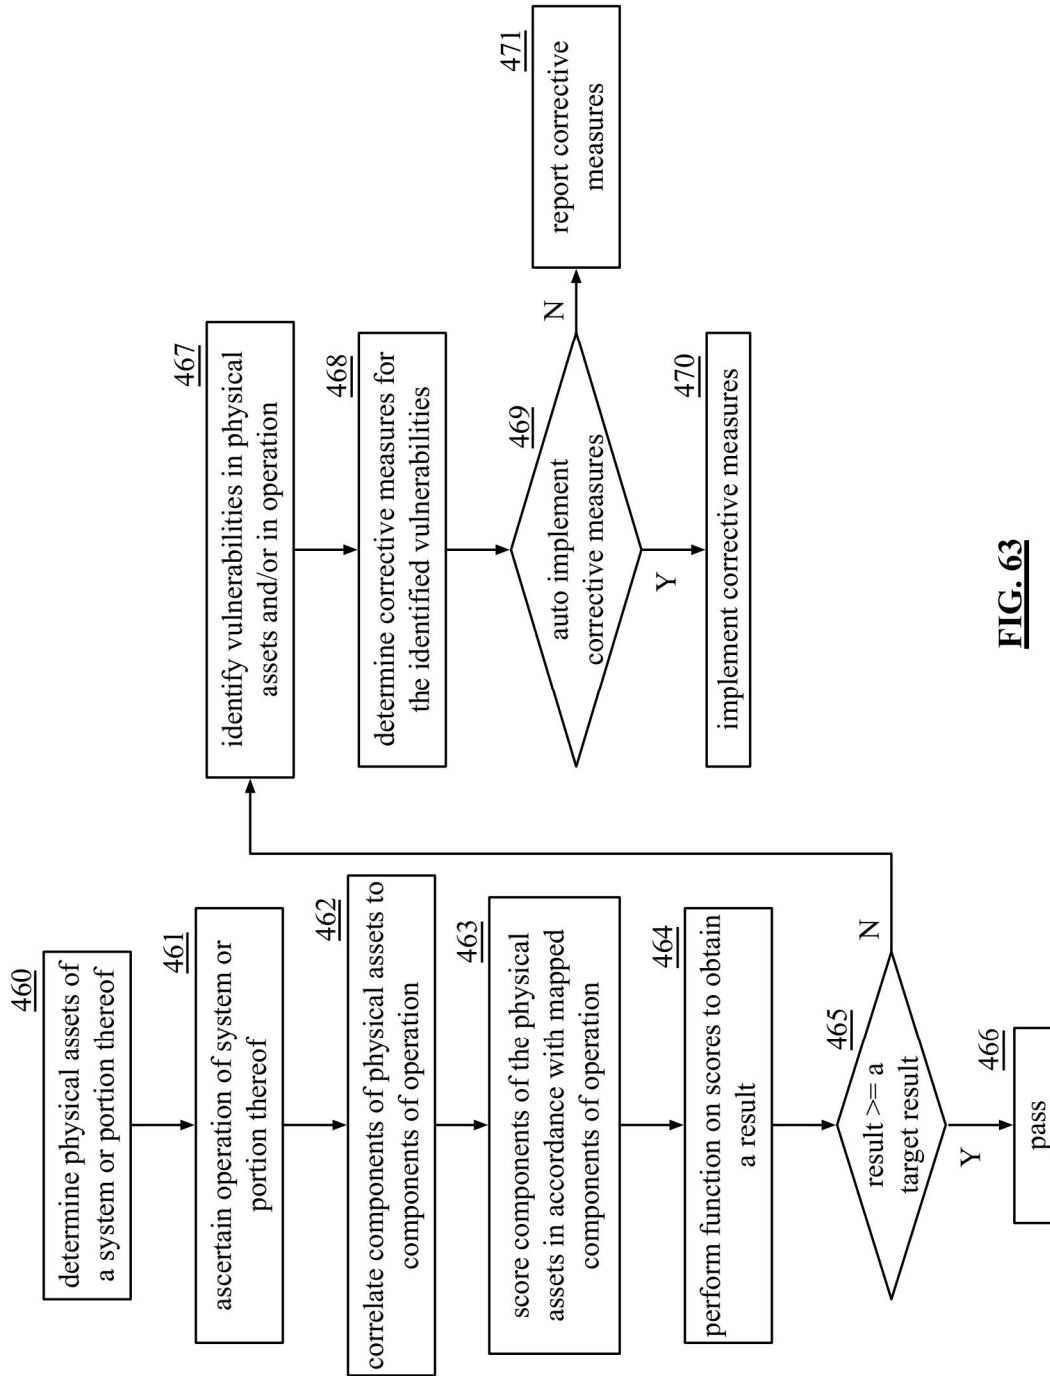 460
determine physical assets of
a system or portion thereof
461
ascertain operation of system or
portion thereof
462
correlate components of physical assets to
components of operation
463
score components of the physical
assets in accordance with mapped
components of operation
464
perform function on scores to obtain
a result
465
result >= a
target result
N
Y
466
pass
467
identify vulnerabilities in physical
assets and/or in operation
468
determine corrective measures for
the identified vulnerabilities
469
auto implement
corrective measures
N
Y
470
implement corrective measures
471
report corrective
measures
FIG. 63